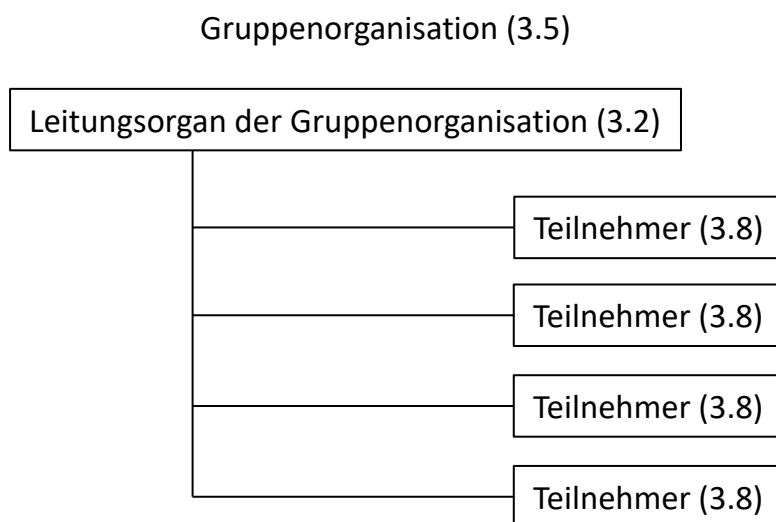 Gruppenorganisation (3.5)
Leitungsorgan der Gruppenorganisation (3.2)
Teilnehmer (3.8)
Teilnehmer (3.8)
Teilnehmer (3.8)
Teilnehmer (3.8)